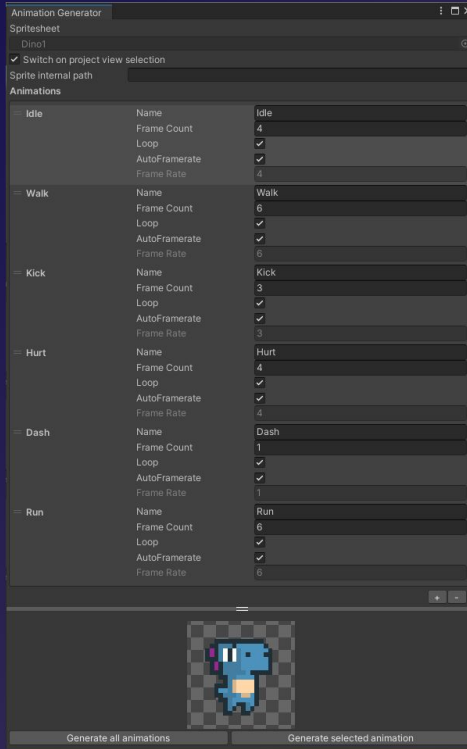 Animation Generator
Spritesheet
Dino1
Switch on project view selection
Sprite internal path
Animations
Idle Name Idle
Frame Count 4
Loop
AutoFramerate
Frame Rate 4
Walk Name Walk
Frame Count 6
Loop
AutoFramerate
Frame Rate 6
Kick Name Kick
Frame Count 3
Loop
AutoFramerate
Frame Rate 3
Hurt Name Hurt
Frame Count 4
Loop
AutoFramerate
Frame Rate 4
Dash Name Dash
Frame Count 1
Loop
AutoFramerate
Frame Rate 1
Run Name Run
Frame Count 6
Loop
AutoFramerate
Frame Rate 6
+ -
Generate all animations Generate selected animation